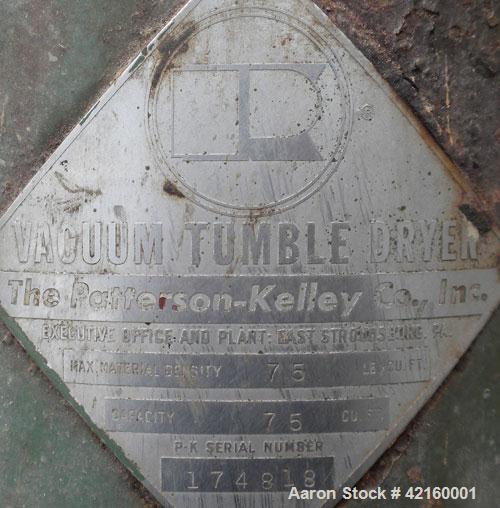 VACUUM TUMBLE DRYER
The Patterson-Kelley Co., Inc.
EXECUTIVE OFFICE AND PLANT: EAST STROUDSBURG, PA.
MAX. MATERIAL DENSITY 75 LB./CU.FT.
CAPACITY 75 CU. FT.
P-K SERIAL NUMBER
174818
Aaron Stock # 42160001